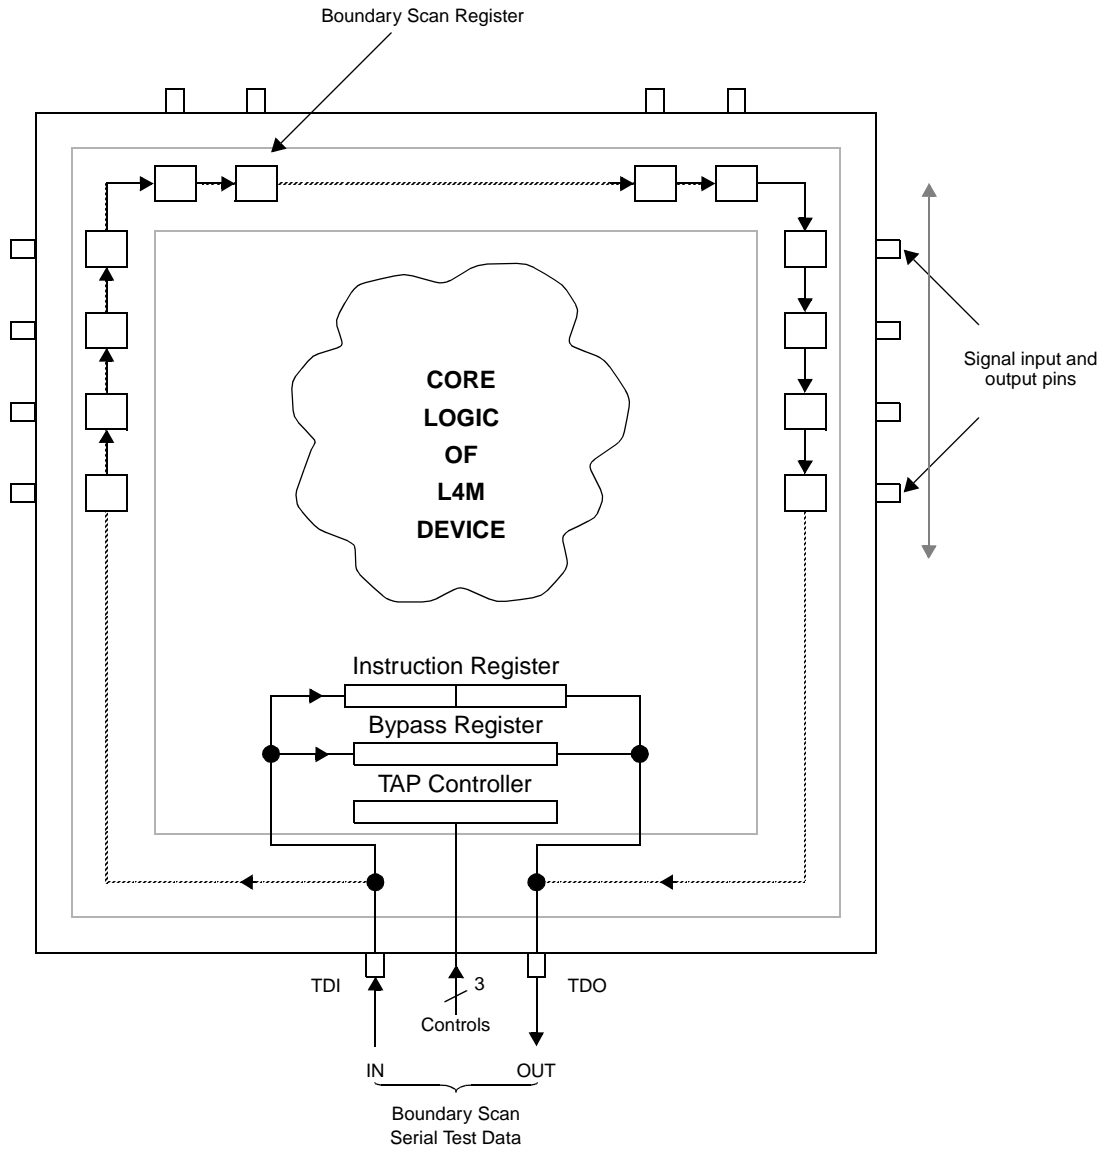 Boundary Scan Register
Signal input and
output pins
CORE
LOGIC
OF
L4M
DEVICE
Instruction Register
Bypass Register
TAP Controller
TDI
3
TDO
Controls
IN
OUT
Boundary Scan
Serial Test Data